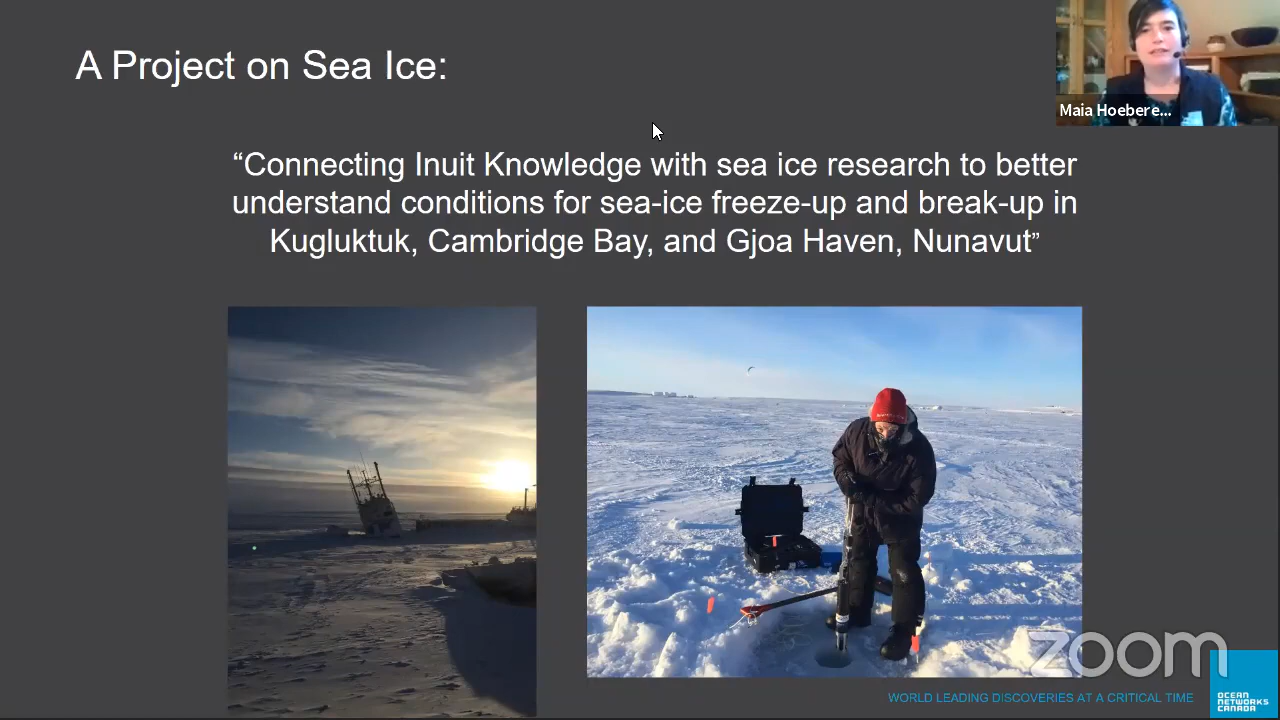 A Project on Sea Ice:
Maia Hoebere...
“Connecting Inuit Knowledge with sea ice research to better
understand conditions for sea-ice freeze-up and break-up in
Kugluktuk, Cambridge Bay, and Gjoa Haven, Nunavut”
zoom
WORLD LEADING DISCOVERIES AT A CRITICAL TIME
OCEAN
NETWORKS
CANADA